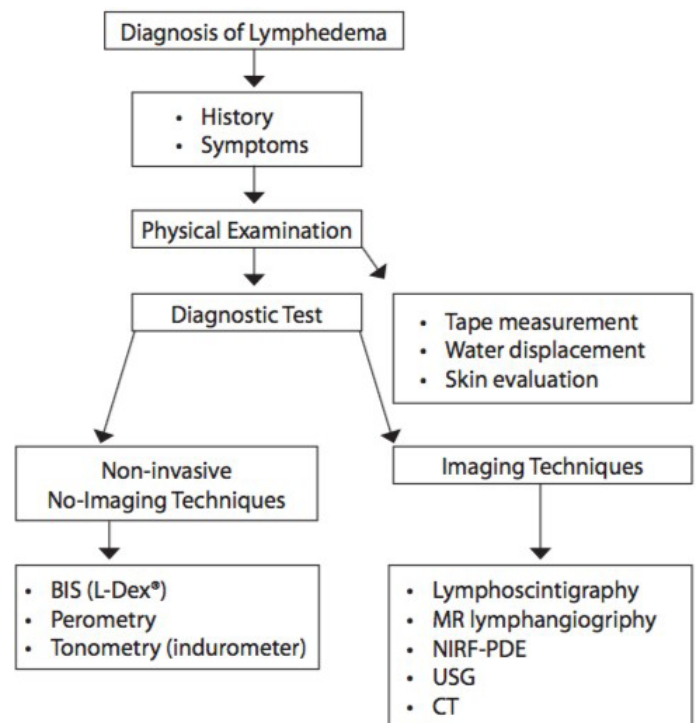 Diagnosis of Lymphedema
• History
• Symptoms
Physical Examination
Diagnostic Test
• Tape measurement
• Water displacement
• Skin evaluation
Non-invasive
No-Imaging Techniques
Imaging Techniques
• BIS (L-Dex®)
• Perometry
• Tonometry (indurometer)
• Lymphoscintigraphy
• MR lymphangiogriphy
• NIRF-PDE
• USG
• CT